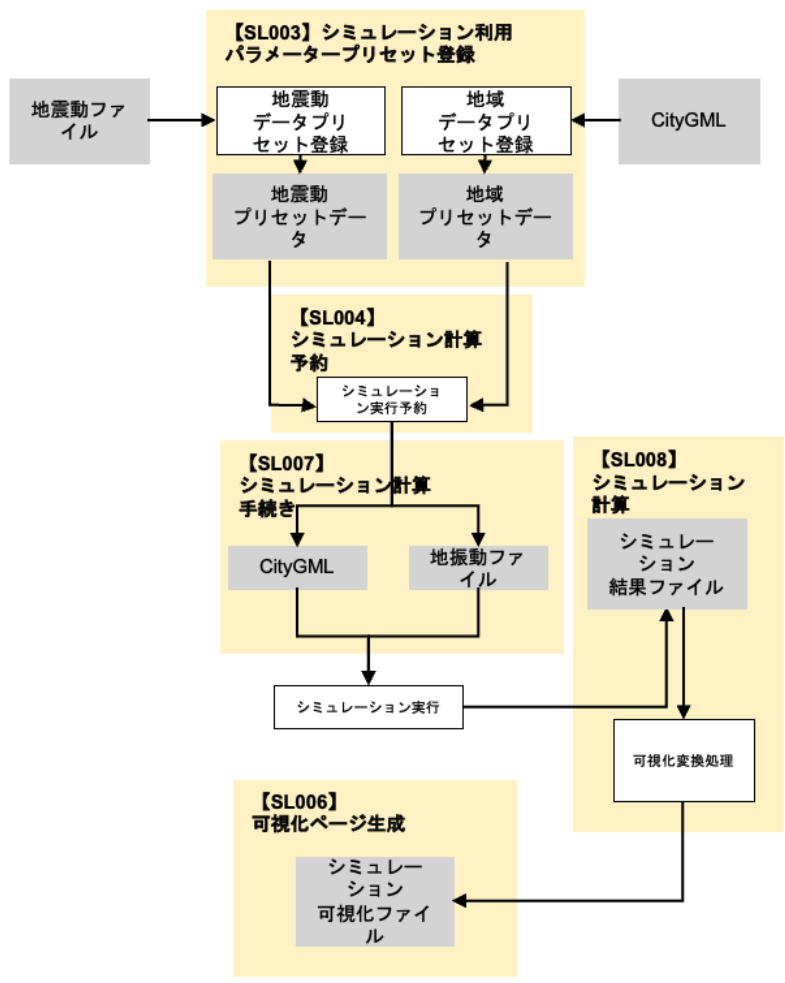 【SL003】シミュレーション利用
パラメータープリセット登録
地震動ファ
イル
地震動
データプリ
セット登録
地域
データプリ
セット登録
CityGML
地震動
プリセットデー
タ
地域
プリセットデー
タ
【SL004】
シミュレーション計算
予約
シミュレーショ
ン実行予約
【SL007】
シミュレーション計算
手続き
CityGML
地振動ファ
イル
【SL008】
シミュレーション
計算
シミュレー
ション
結果ファイル
シミュレーション実行
可視化変換処理
【SL006】
可視化ページ生成
シミュレー
ション
可視化ファイ
ル